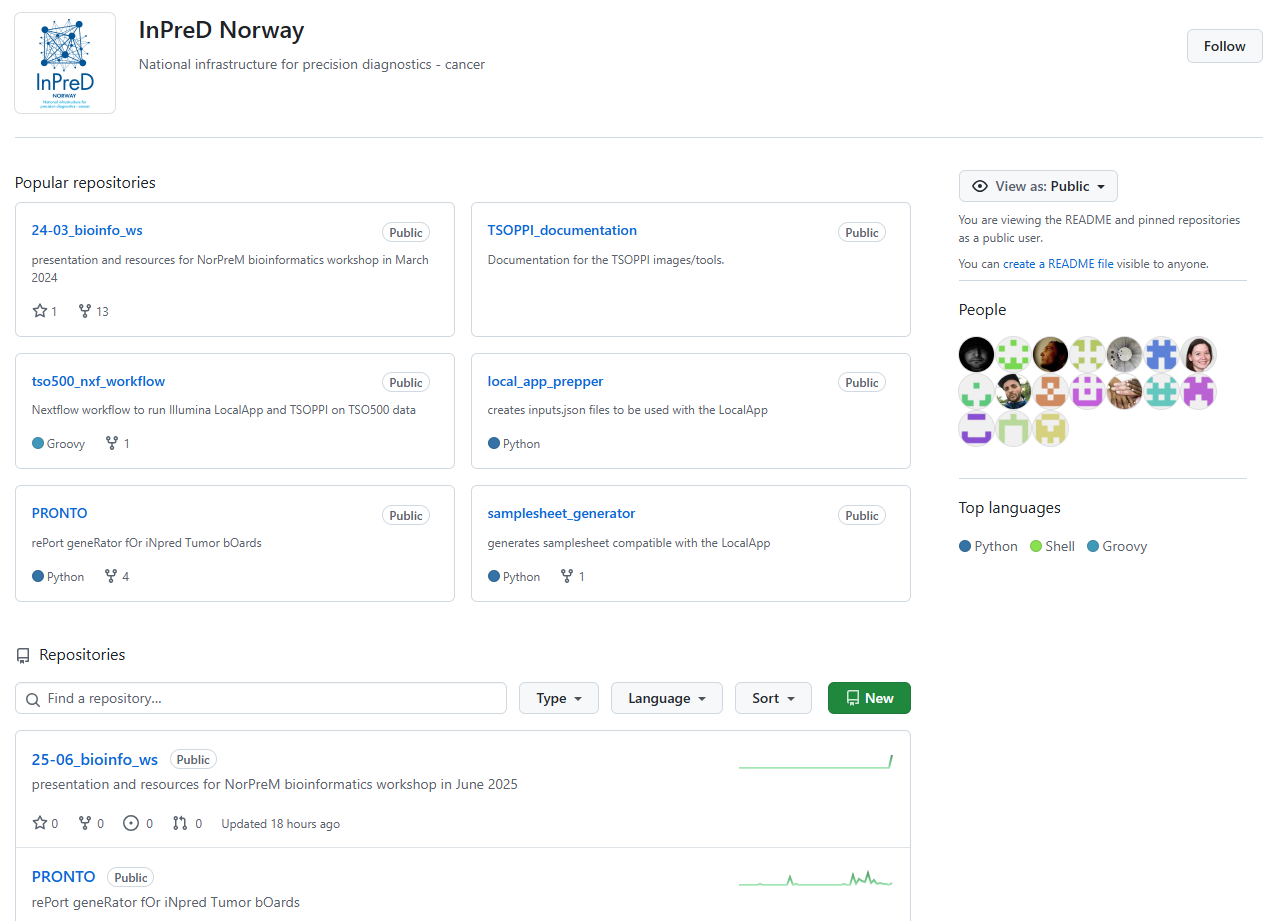 InPreD
NORWAY
National infrastructure for
precision diagnostics - cancer
InPreD Norway
National infrastructure for precision diagnostics - cancer
Follow
Popular repositories
24-03_bioinfo_ws
Public
presentation and resources for NorPreM bioinformatics workshop in March
2024
1 13
TSOPPI_documentation
Public
Documentation for the TSOPPI images/tools.
tso500_nxf_workflow
Public
Nextflow workflow to run Illumina LocalApp and TSOPPI on TSO500 data
Groovy 1
local_app_prepper
Public
creates inputs.json files to be used with the LocalApp
Python
PRONTO
Public
rePort geneRator fOr iNpred Tumor bOards
Python 4
samplesheet_generator
Public
generates samplesheet compatible with the LocalApp
Python 1
View as: Public
You are viewing the README and pinned repositories
as a public user.
You can create a README file visible to anyone.
People
Top languages
Python Shell Groovy
Repositories
Find a repository...
Type
Language
Sort
New
25-06_bioinfo_ws
Public
presentation and resources for NorPreM bioinformatics workshop in June 2025
0 0 0 0 Updated 18 hours ago
PRONTO
Public
rePort geneRator fOr iNpred Tumor bOards